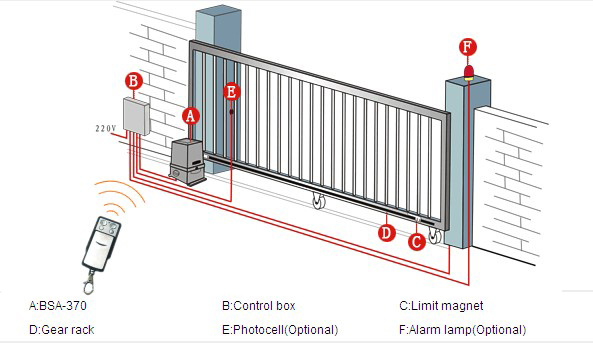 F
B
E
A
220V
D
C
A:BSA-370 B:Control box C:Limit magnet
D:Gear rack E:Photocell(Optional) F:Alarm lamp(Optional)